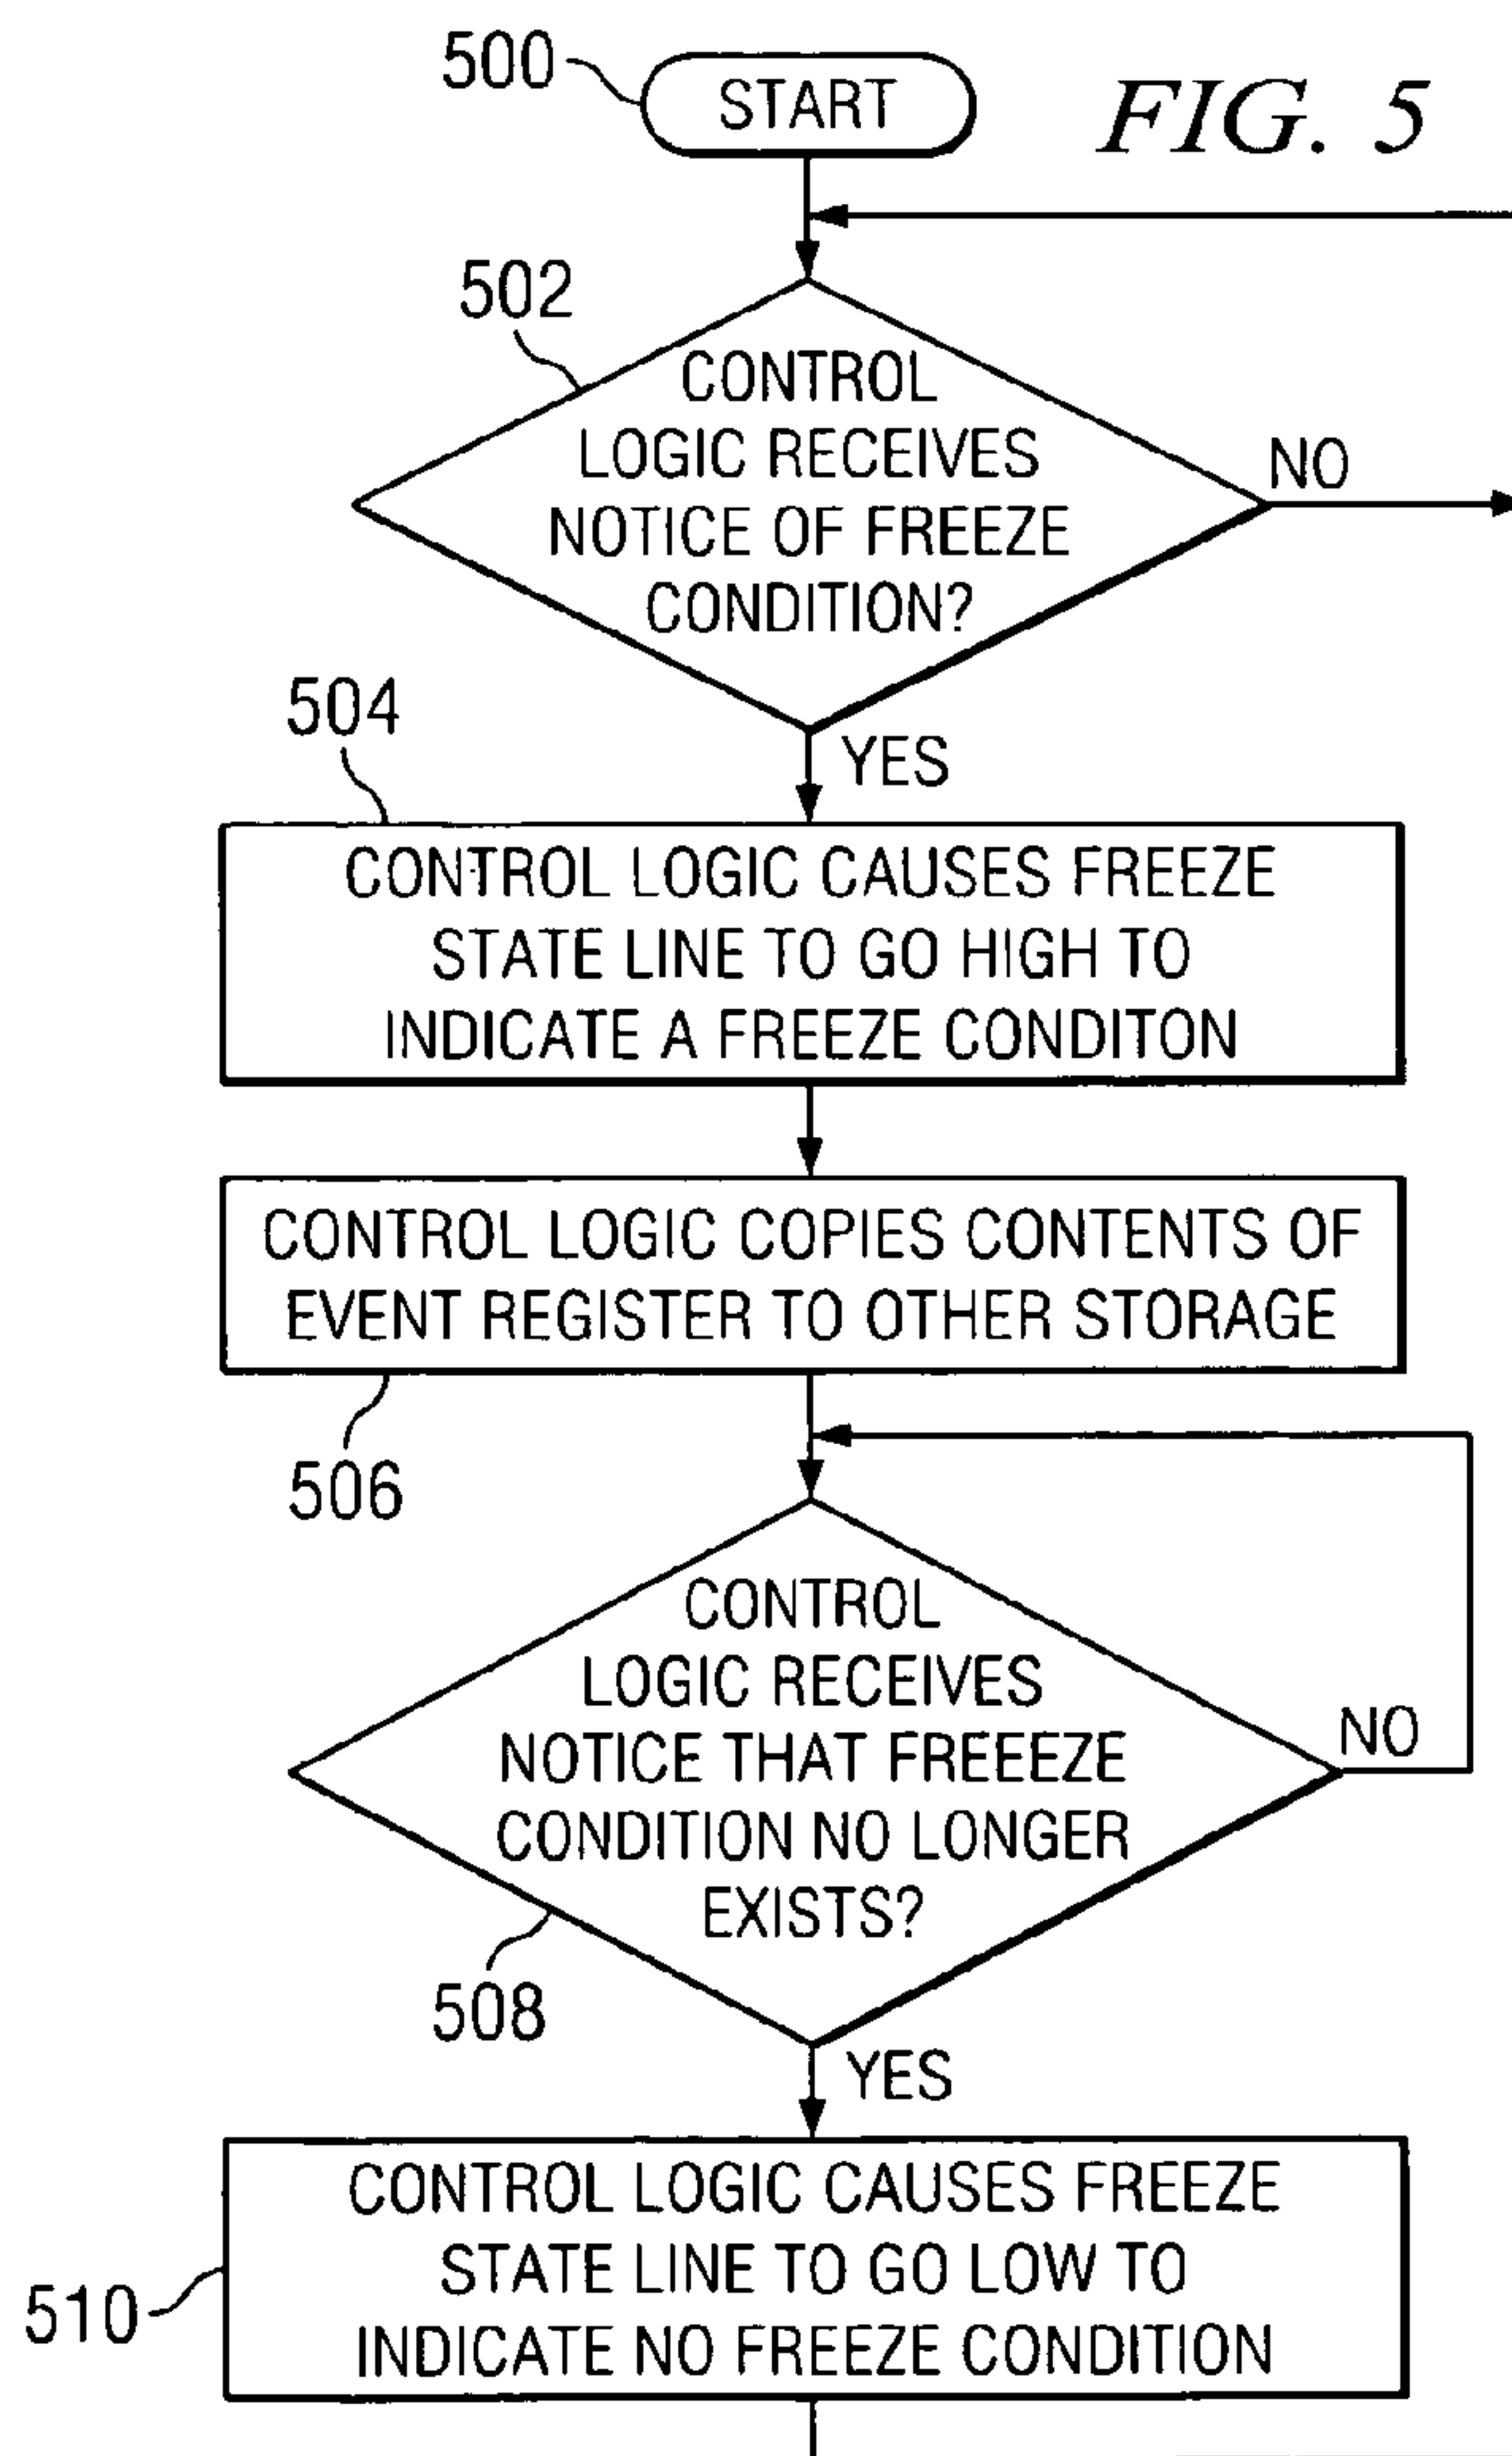 500
START
FIG. 5
502
CONTROL
LOGIC RECEIVES
NOTICE OF FREEZE
CONDITION?
NO
504
YES
CONTROL LOGIC CAUSES FREEZE
STATE LINE TO GO HIGH TO
INDICATE A FREEZE CONDITON
CONTROL LOGIC COPIES CONTENTS OF
EVENT REGISTER TO OTHER STORAGE
506
CONTROL
LOGIC RECEIVES
NOTICE THAT FREEEZE
CONDITION NO LONGER
EXISTS?
NO
508
YES
CONTROL LOGIC CAUSES FREEZE
STATE LINE TO GO LOW TO
INDICATE NO FREEZE CONDITION
510